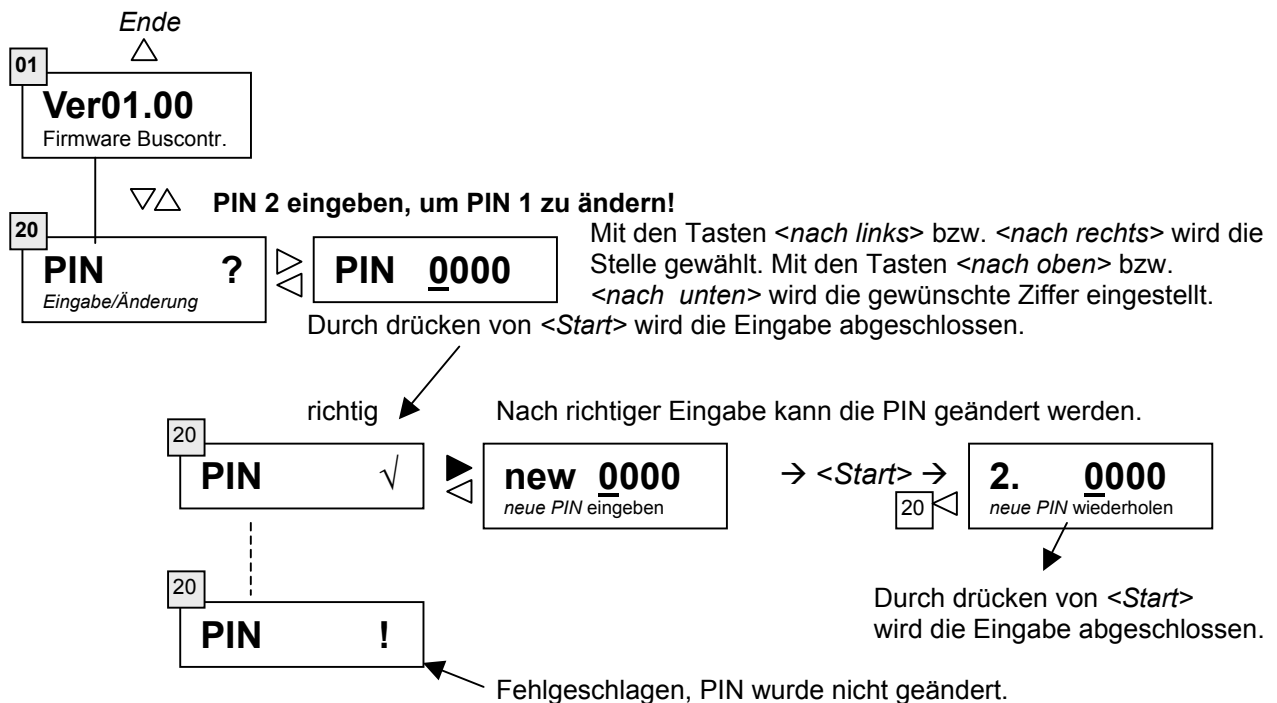 Ende
01
Ver01.00
Firmware Buscontr.
PIN 2 eingeben, um PIN 1 zu ändern!
20
PIN ?
Eingabe/Änderung
PIN 0000
Mit den Tasten <nach links> bzw. <nach rechts> wird die
Stelle gewählt. Mit den Tasten <nach oben> bzw.
<nach unten> wird die gewünschte Ziffer eingestellt.
Durch drücken von <Start> wird die Eingabe abgeschlossen.
richtig
Nach richtiger Eingabe kann die PIN geändert werden.
20
PIN √
new 0000
neue PIN eingeben
→ <Start> →
20
2. 0000
neue PIN wiederholen
20
PIN !
Durch drücken von <Start>
wird die Eingabe abgeschlossen.
Fehlgeschlagen, PIN wurde nicht geändert.